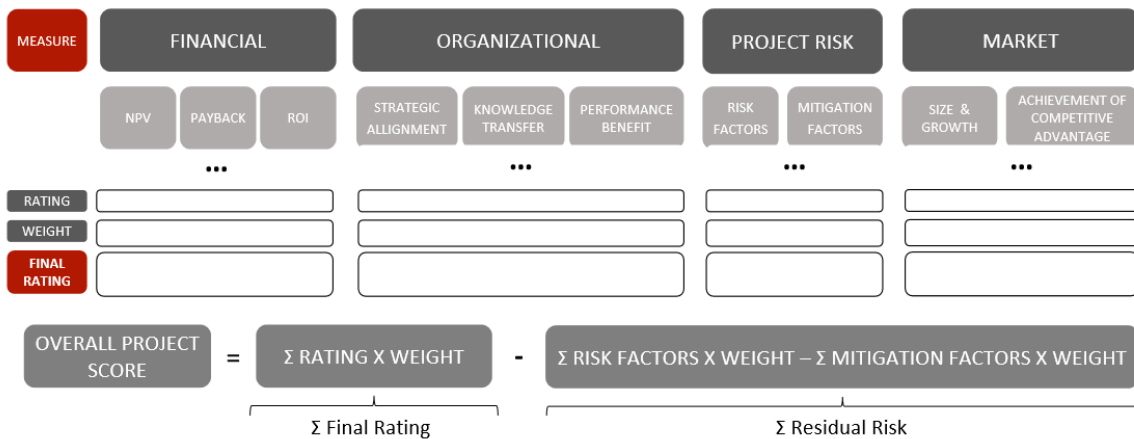 MEASURE
FINANCIAL
ORGANIZATIONAL
PROJECT RISK
MARKET
NPV
PAYBACK
ROI
STRATEGIC
ALLIGNMENT
KNOWLEDGE
TRANSFER
PERFORMANCE
BENEFIT
RISK
FACTORS
MITIGATION
FACTORS
SIZE &
GROWTH
ACHIEVEMENT OF
COMPETITIVE
ADVANTAGE
...
...
...
...
RATING
WEIGHT
FINAL
RATING
OVERALL PROJECT
SCORE
=
Σ RATING X WEIGHT
-
Σ RISK FACTORS X WEIGHT – Σ MITIGATION FACTORS X WEIGHT
Σ Final Rating
Σ Residual Risk